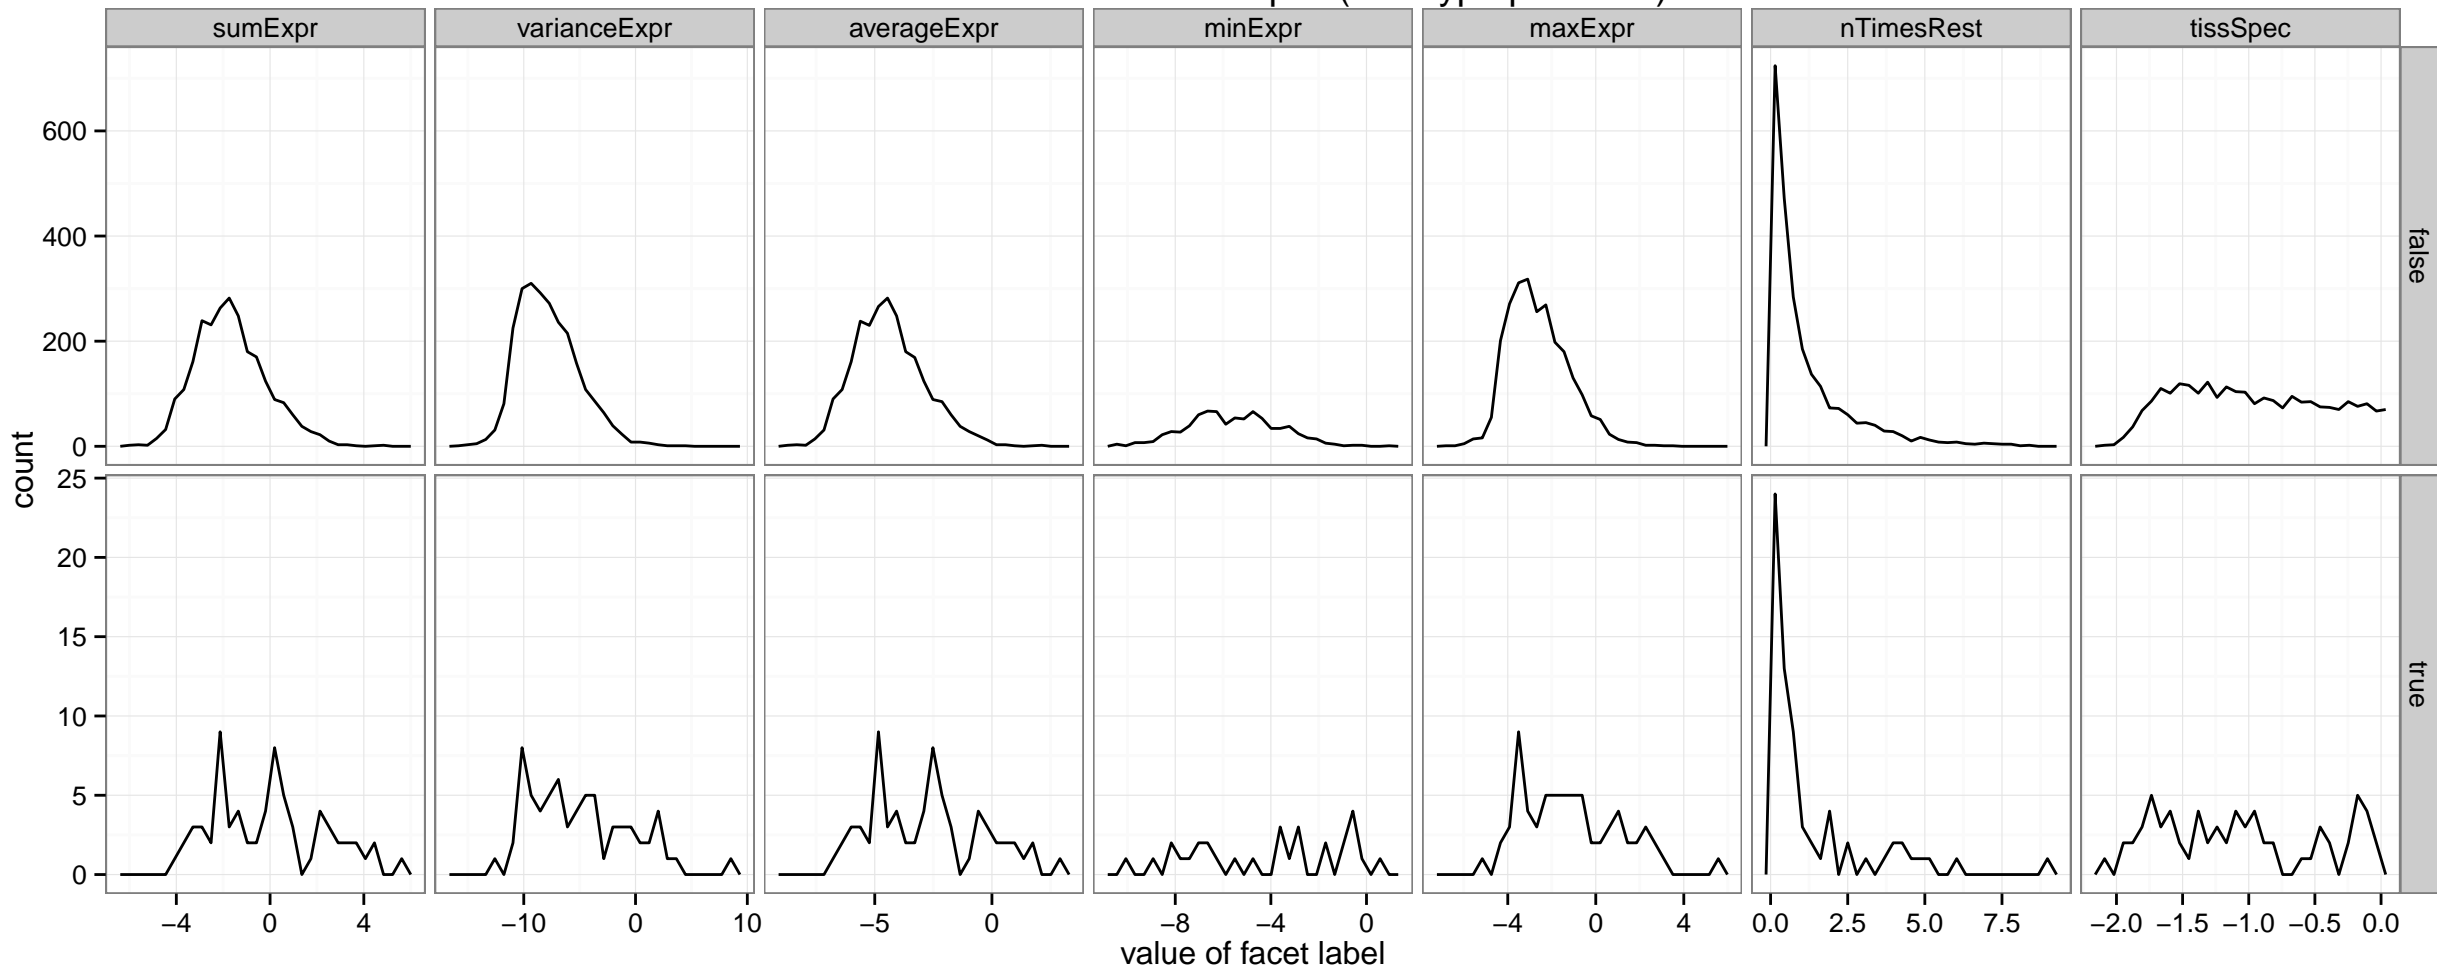 sumExpr varianceExpr averageExpr minExpr maxExpr nTimesRest tissSpec
600
400
200
0
false
count
25
20
15
10
5
0
true
−4 0 4 −10 0 10 −5 0 −8 −4 0 −4 0 4 0.0 2.5 5.0 7.5 −2.0 −1.5 −1.0 −0.5 0.0
value of facet label